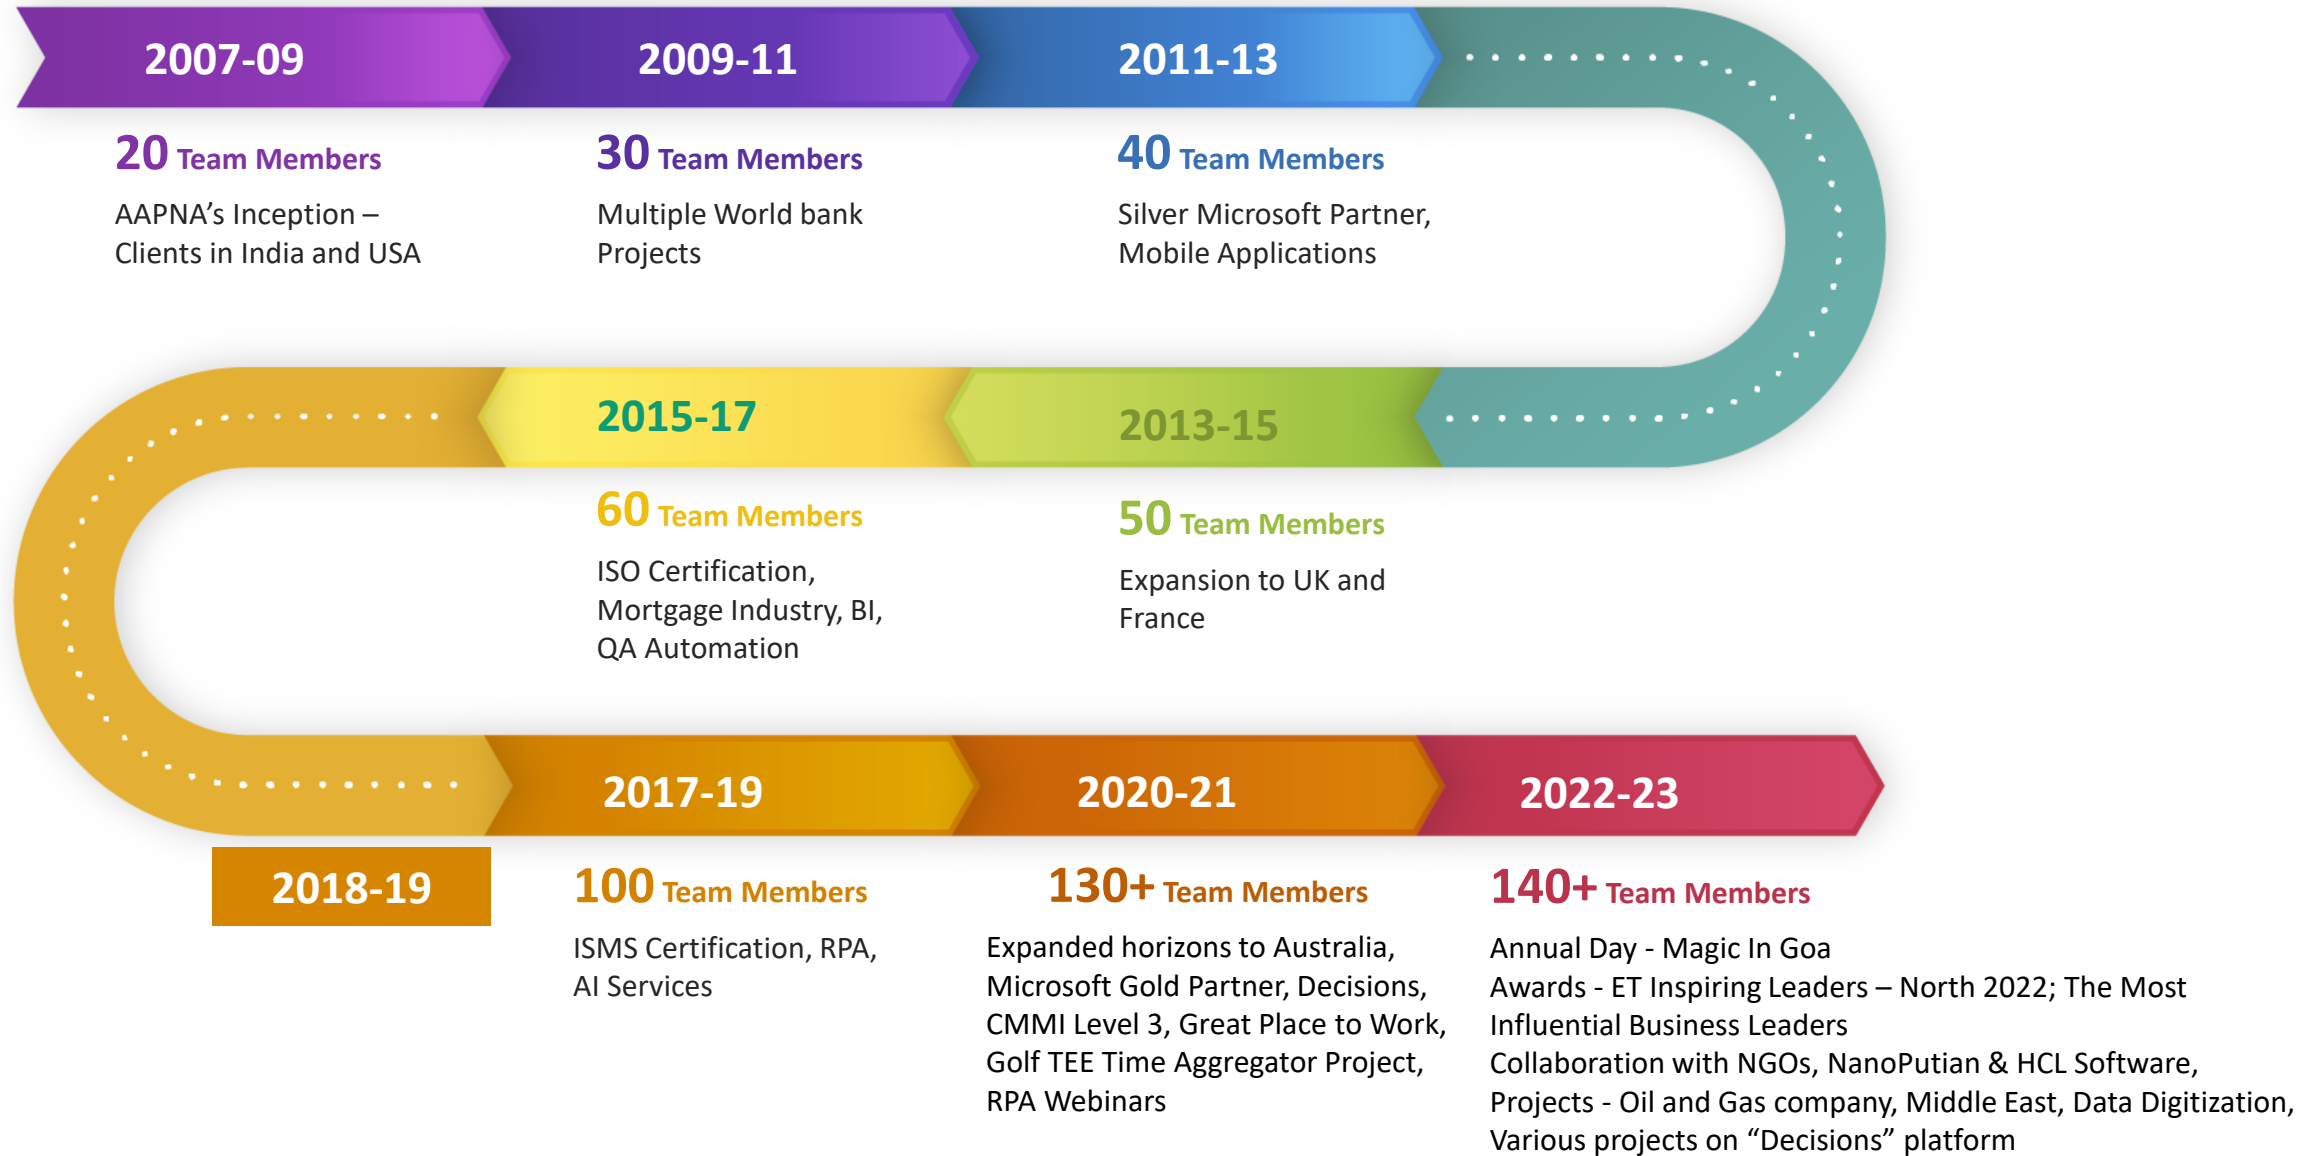 2007-09
2009-11
2011-13
20 Team Members
AAPNA's Inception –
Clients in India and USA
30 Team Members
Multiple World bank
Projects
40 Team Members
Silver Microsoft Partner,
Mobile Applications
2015-17
2013-15
60 Team Members
ISO Certification,
Mortgage Industry, BI,
QA Automation
50 Team Members
Expansion to UK and
France
2017-19
2020-21
2022-23
2018-19
100 Team Members
ISMS Certification, RPA,
AI Services
130+ Team Members
Expanded horizons to Australia,
Microsoft Gold Partner, Decisions,
CMMI Level 3, Great Place to Work,
Golf TEE Time Aggregator Project,
RPA Webinars
140+ Team Members
Annual Day - Magic In Goa
Awards - ET Inspiring Leaders – North 2022; The Most
Influential Business Leaders
Collaboration with NGOs, NanoPutian & HCL Software,
Projects - Oil and Gas company, Middle East, Data Digitization,
Various projects on “Decisions” platform